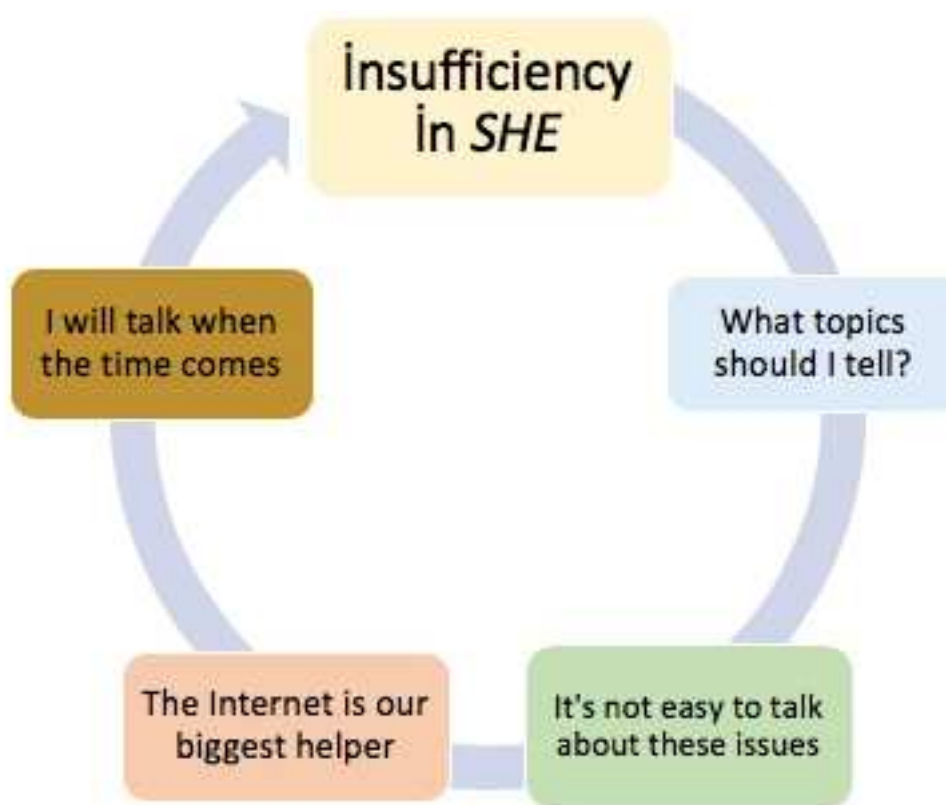 İnsufficiency
İn SHE
What topics
should I tell?
It's not easy to talk
about these issues
The Internet is our
biggest helper
I will talk when
the time comes